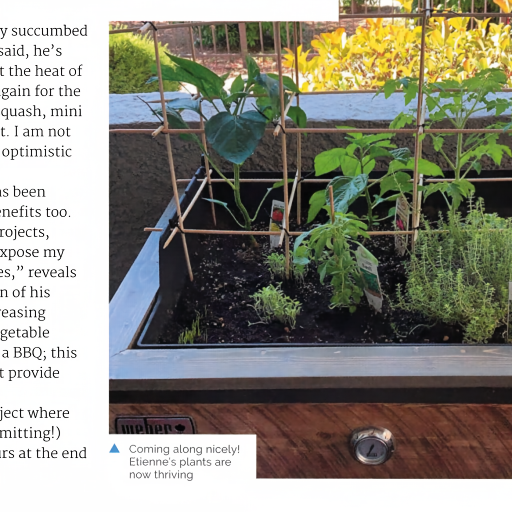 y succumbed
said, he's
t the heat of
gain for the
quash, mini
t. I am not
optimistic
as been
enefits too.
rojects,
xpose my
es,” reveals
n of his
reasing
getable
a BBQ; this
t provide
ject where
mitting!)
rs at the end
weber
Coming along nicely!
Etienne's plants are
now thriving